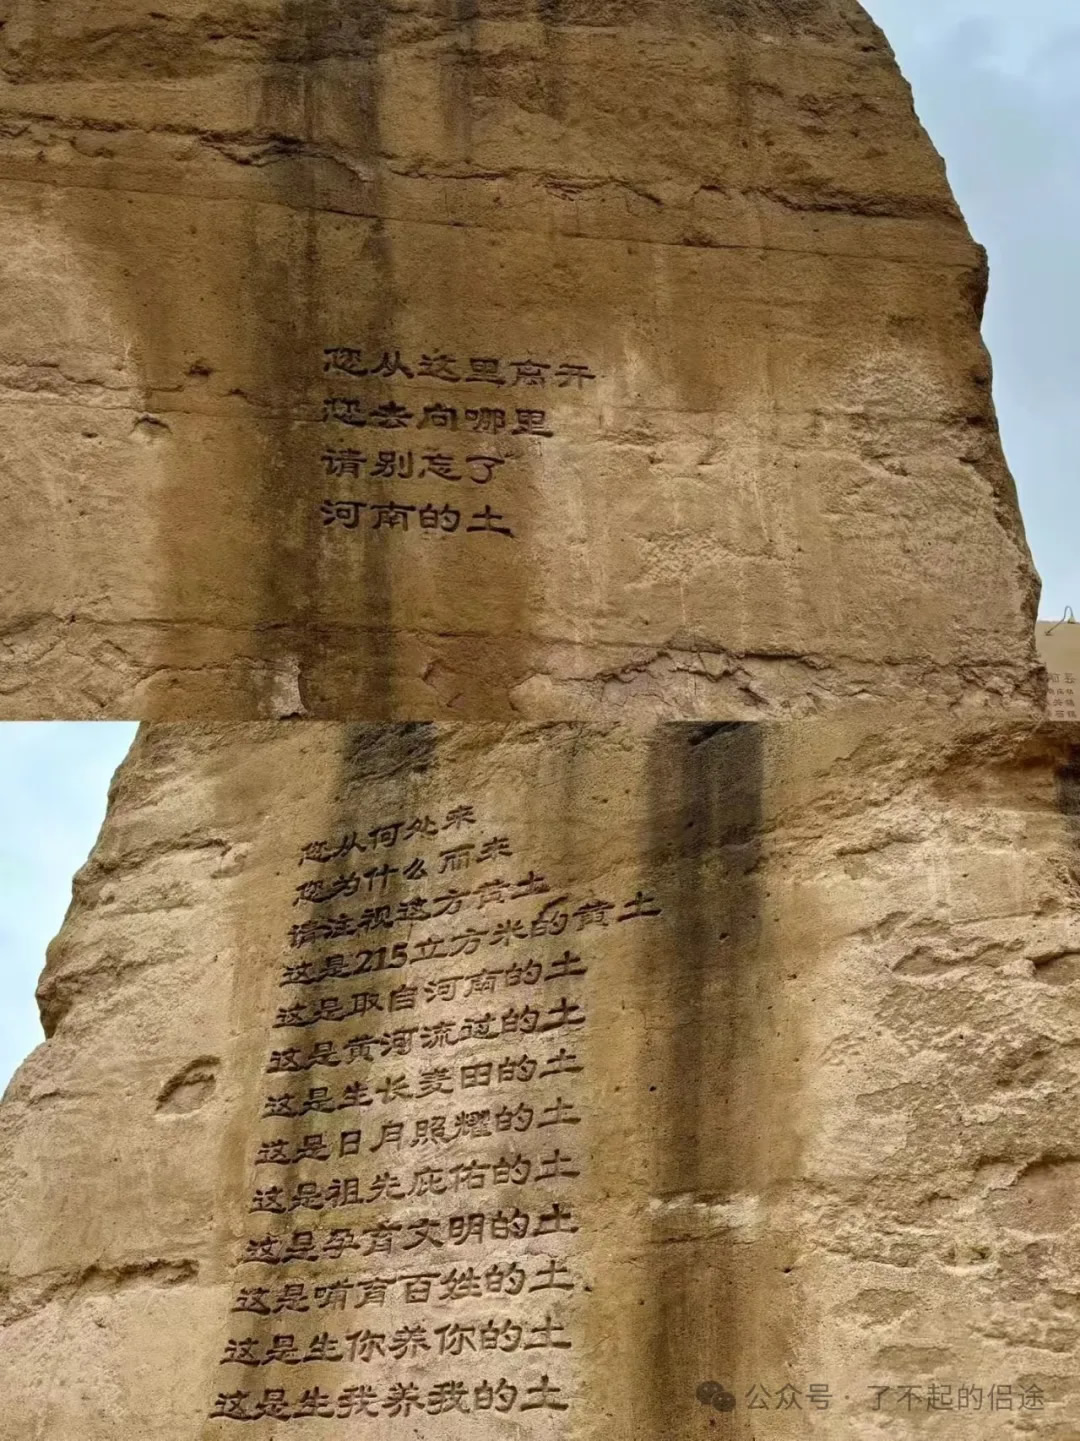 您从这里离开
您去向哪里
请别忘了
河南的土
您从何处来
您为什么而来
请注视这方黄土
这是215立方米的黄土
这是取自河南的土
这是黄河流过的土
这是生长麦田的土
这是日月照耀的土
这是祖先庇佑的土
这是孕育文明的土
这是哺育百姓的土
这是生你养你的土
这是生我养我的土
公众号·了不起的侣途